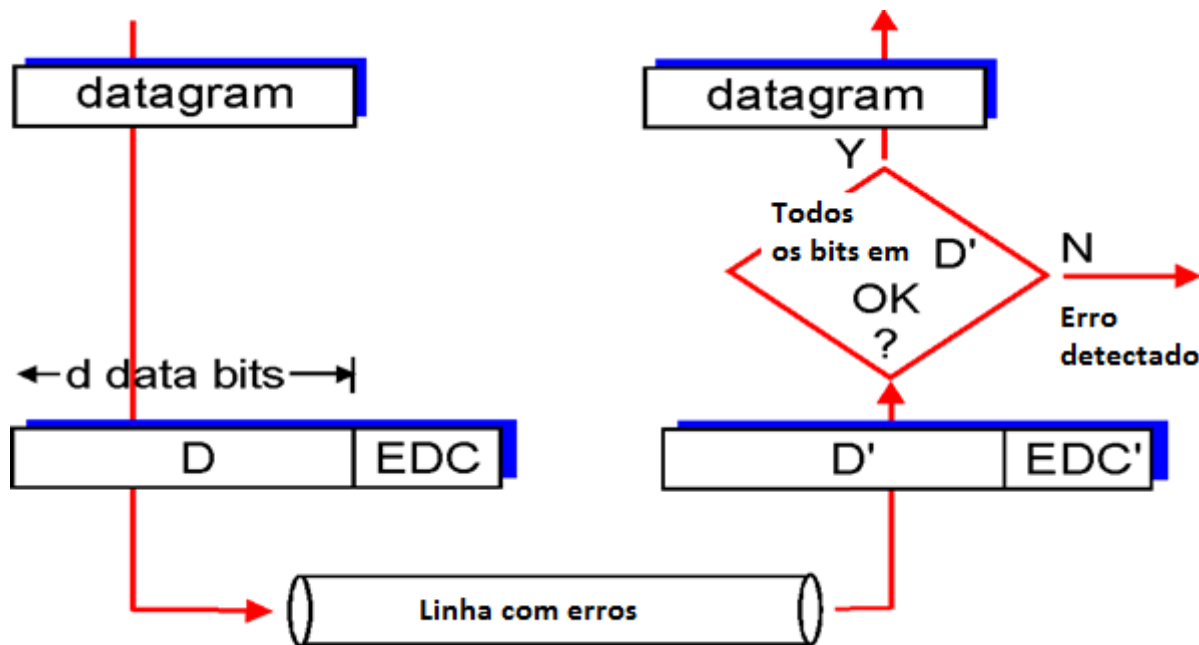 datagram
d data bits
D
EDC
Linha com erros
datagram
Y
Todos
os bits em D'
OK
?
N
Erro
detectado
D'
EDC'